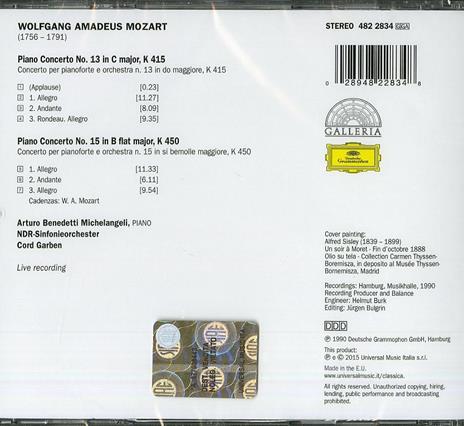 WOLFGANG AMADEUS MOZART
(1756 – 1791)
STEREO 482 2834 GIGA
Piano Concerto No. 13 in C major, K 415
Concerto per pianoforte e orchestra n. 13 in do maggiore, K 415
1 (Applause) [0.23]
2 1. Allegro [11.27]
3 2. Andante [8.09]
4 3. Rondeau. Allegro [9.35]
Piano Concerto No. 15 in B flat major, K 450
Concerto per pianoforte e orchestra n. 15 in si bemolle maggiore, K 450
5 1. Allegro [11.33]
6 2. Andante [6.11]
7 3. Allegro [9.54]
Cadenzas: W. A. Mozart
Arturo Benedetti Michelangeli, PIANO
NDR-Sinfonieorchester
Cord Garben
Live recording
0 28948 22834 8
GALLERIA
Deutsche
Grammophon
Cover painting:
Alfred Sisley (1839 – 1899)
Un soir à Moret - Fin d'octobre 1888
Olio su tela - Collection Carmen Thyssen-
Boremisza, in deposito al Musée Thyssen-
Bornemisza, Madrid
Recordings: Hamburg, Musikhalle, 1990
Recording Producer and Balance
Engineer: Helmut Burk
Editing: Jürgen Bulgrin
DDD
℗ 1990 Deutsche Grammophon GmbH, Hamburg
℗ e © 2015 Universal Music Italia s.r.l.
Made in the E.U.
www.universalmusic.it/classica.
All rights reserved. Unauthorized copying, hiring,
lending, public performance and broadcasting
prohibited.